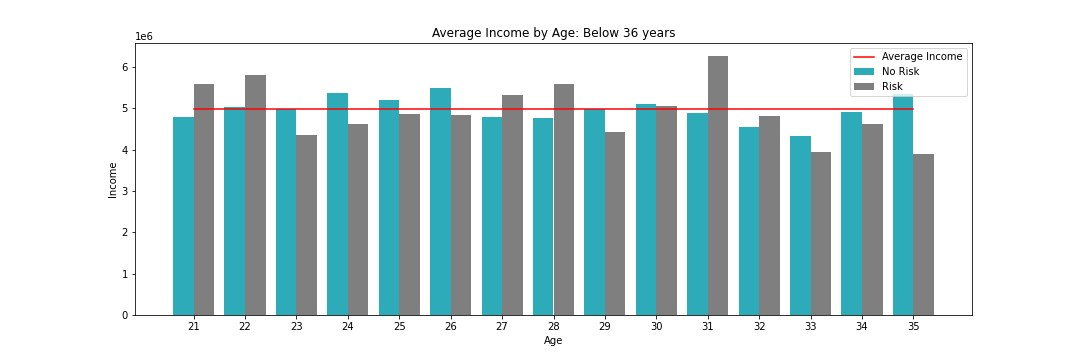 Average Income by Age: Below 36 years
1e6
Average Income
No Risk
Risk
6
5
4
3
2
1
0
Income
21 22 23 24 25 26 27 28 29 30 31 32 33 34 35
Age